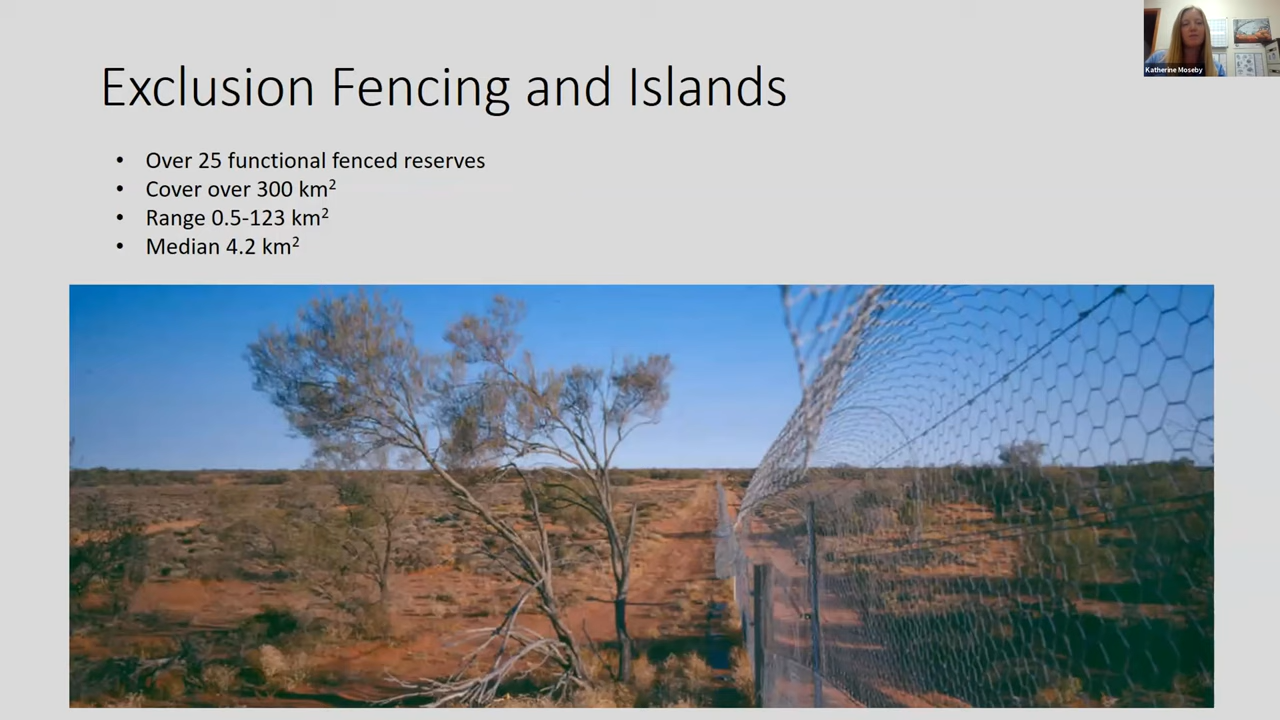 Exclusion Fencing and Islands
• Over 25 functional fenced reserves
• Cover over 300 km²
• Range 0.5-123 km²
• Median 4.2 km²
Katherine Moseby